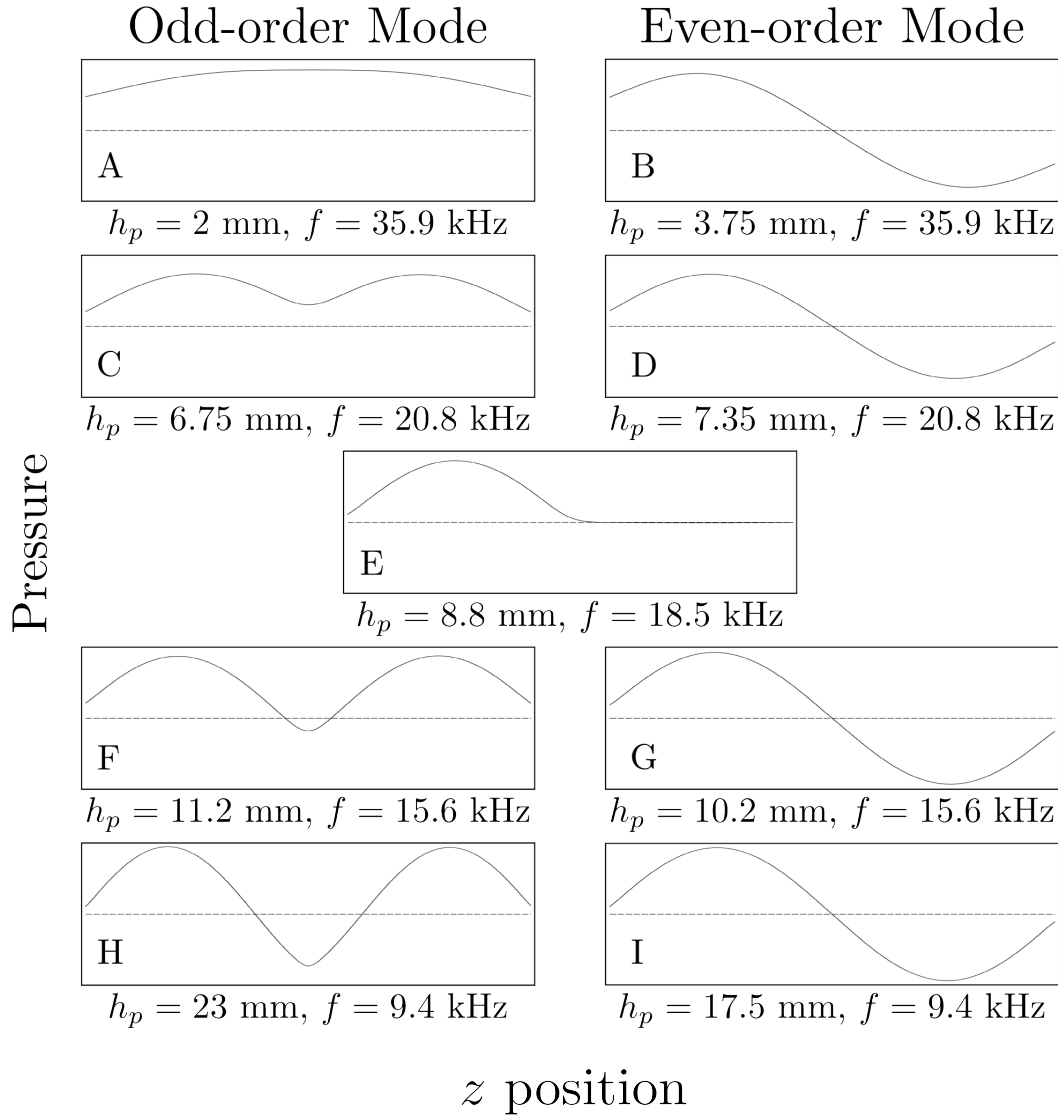 Odd-order Mode
Even-order Mode
A
B
h_p = 2 mm, f = 35.9 kHz
h_p = 3.75 mm, f = 35.9 kHz
C
D
h_p = 6.75 mm, f = 20.8 kHz
h_p = 7.35 mm, f = 20.8 kHz
Pressure
E
h_p = 8.8 mm, f = 18.5 kHz
F
G
h_p = 11.2 mm, f = 15.6 kHz
h_p = 10.2 mm, f = 15.6 kHz
H
I
h_p = 23 mm, f = 9.4 kHz
h_p = 17.5 mm, f = 9.4 kHz
z position